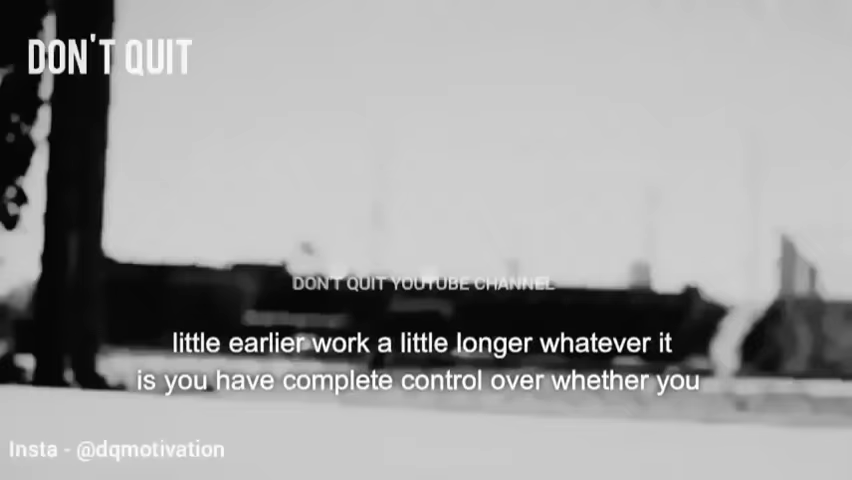 DON'T QUIT
DON'T QUIT YOUTUBE CHANNEL
little earlier work a little longer whatever it
is you have complete control over whether you
Insta - @dqmotivation